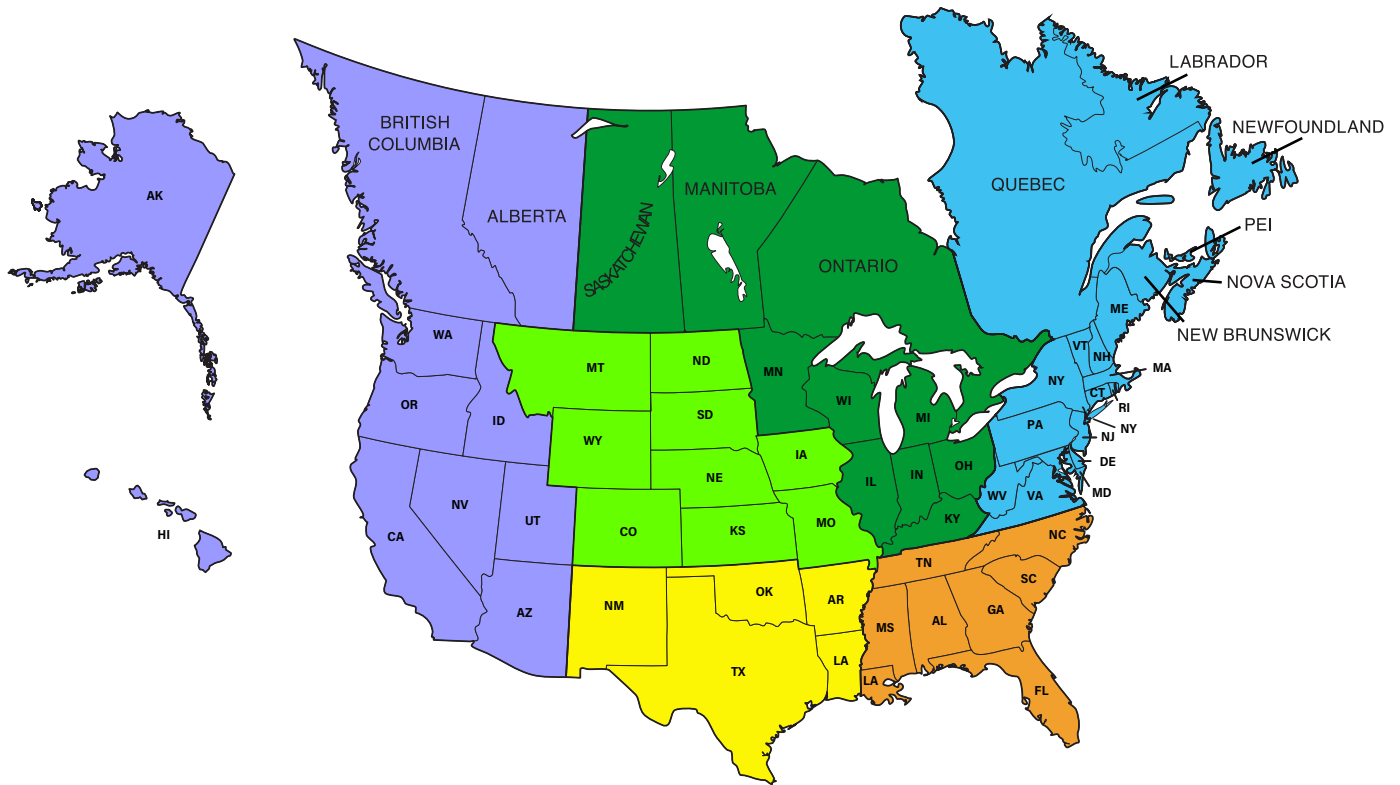 LABRADOR
BRITISH
COLUMBIA
NEWFOUNDLAND
AK
ALBERTA
SASKATCHEWAN
MANITOBA
QUEBEC
PEI
ONTARIO
NOVA SCOTIA
ME
NEW BRUNSWICK
WA
MT
ND
MN
VT
NH
MA
OR
ID
WY
SD
WI
MI
NY
CT
RI
NY
PA
NJ
DE
MD
NV
UT
NE
IA
IL
IN
OH
WV
VA
HI
CA
CO
KS
MO
KY
NC
TN
SC
AZ
NM
OK
AR
MS
AL
GA
TX
LA
LA
FL